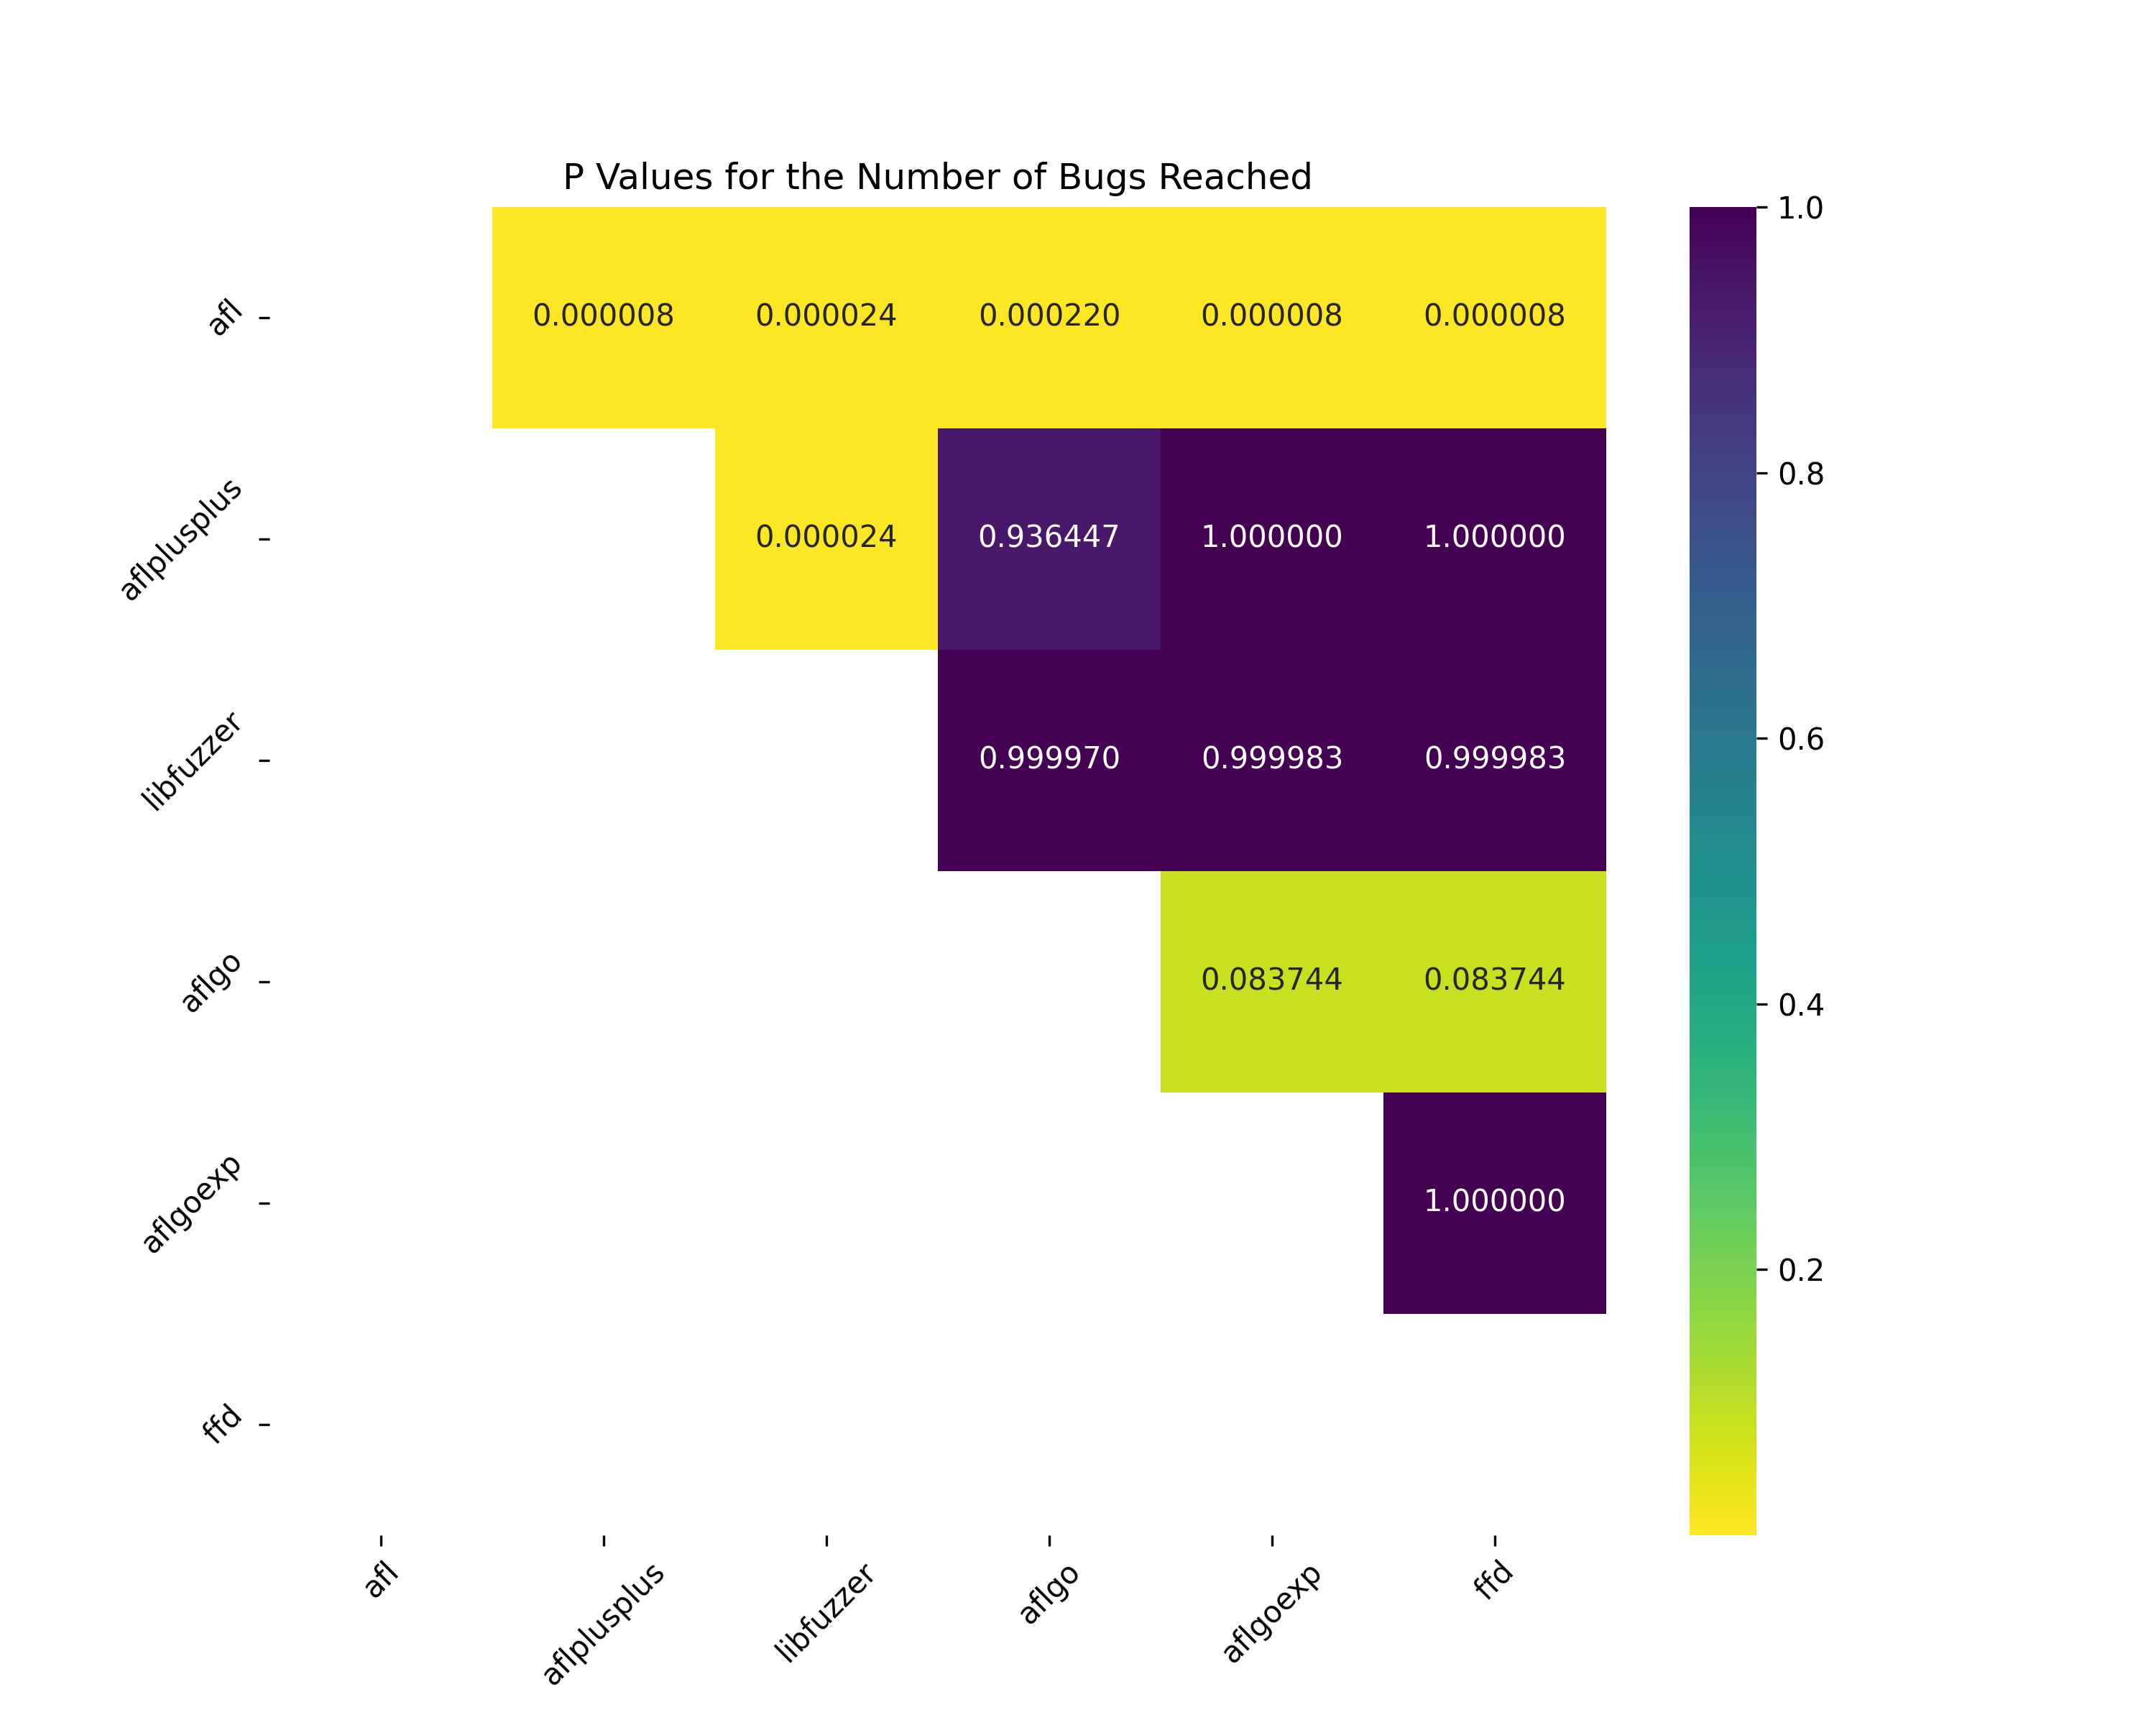 P Values for the Number of Bugs Reached
1.0
afl 0.000008 0.000024 0.000220 0.000008 0.000008
0.8
aflplusplus 0.000024 0.936447 1.000000 1.000000
libfuzzer 0.999970 0.999983 0.999983
0.6
aflgo 0.083744 0.083744
0.4
aflgoexp 1.000000
0.2
ffd
afl aflplusplus libfuzzer aflgo aflgoexp ffd